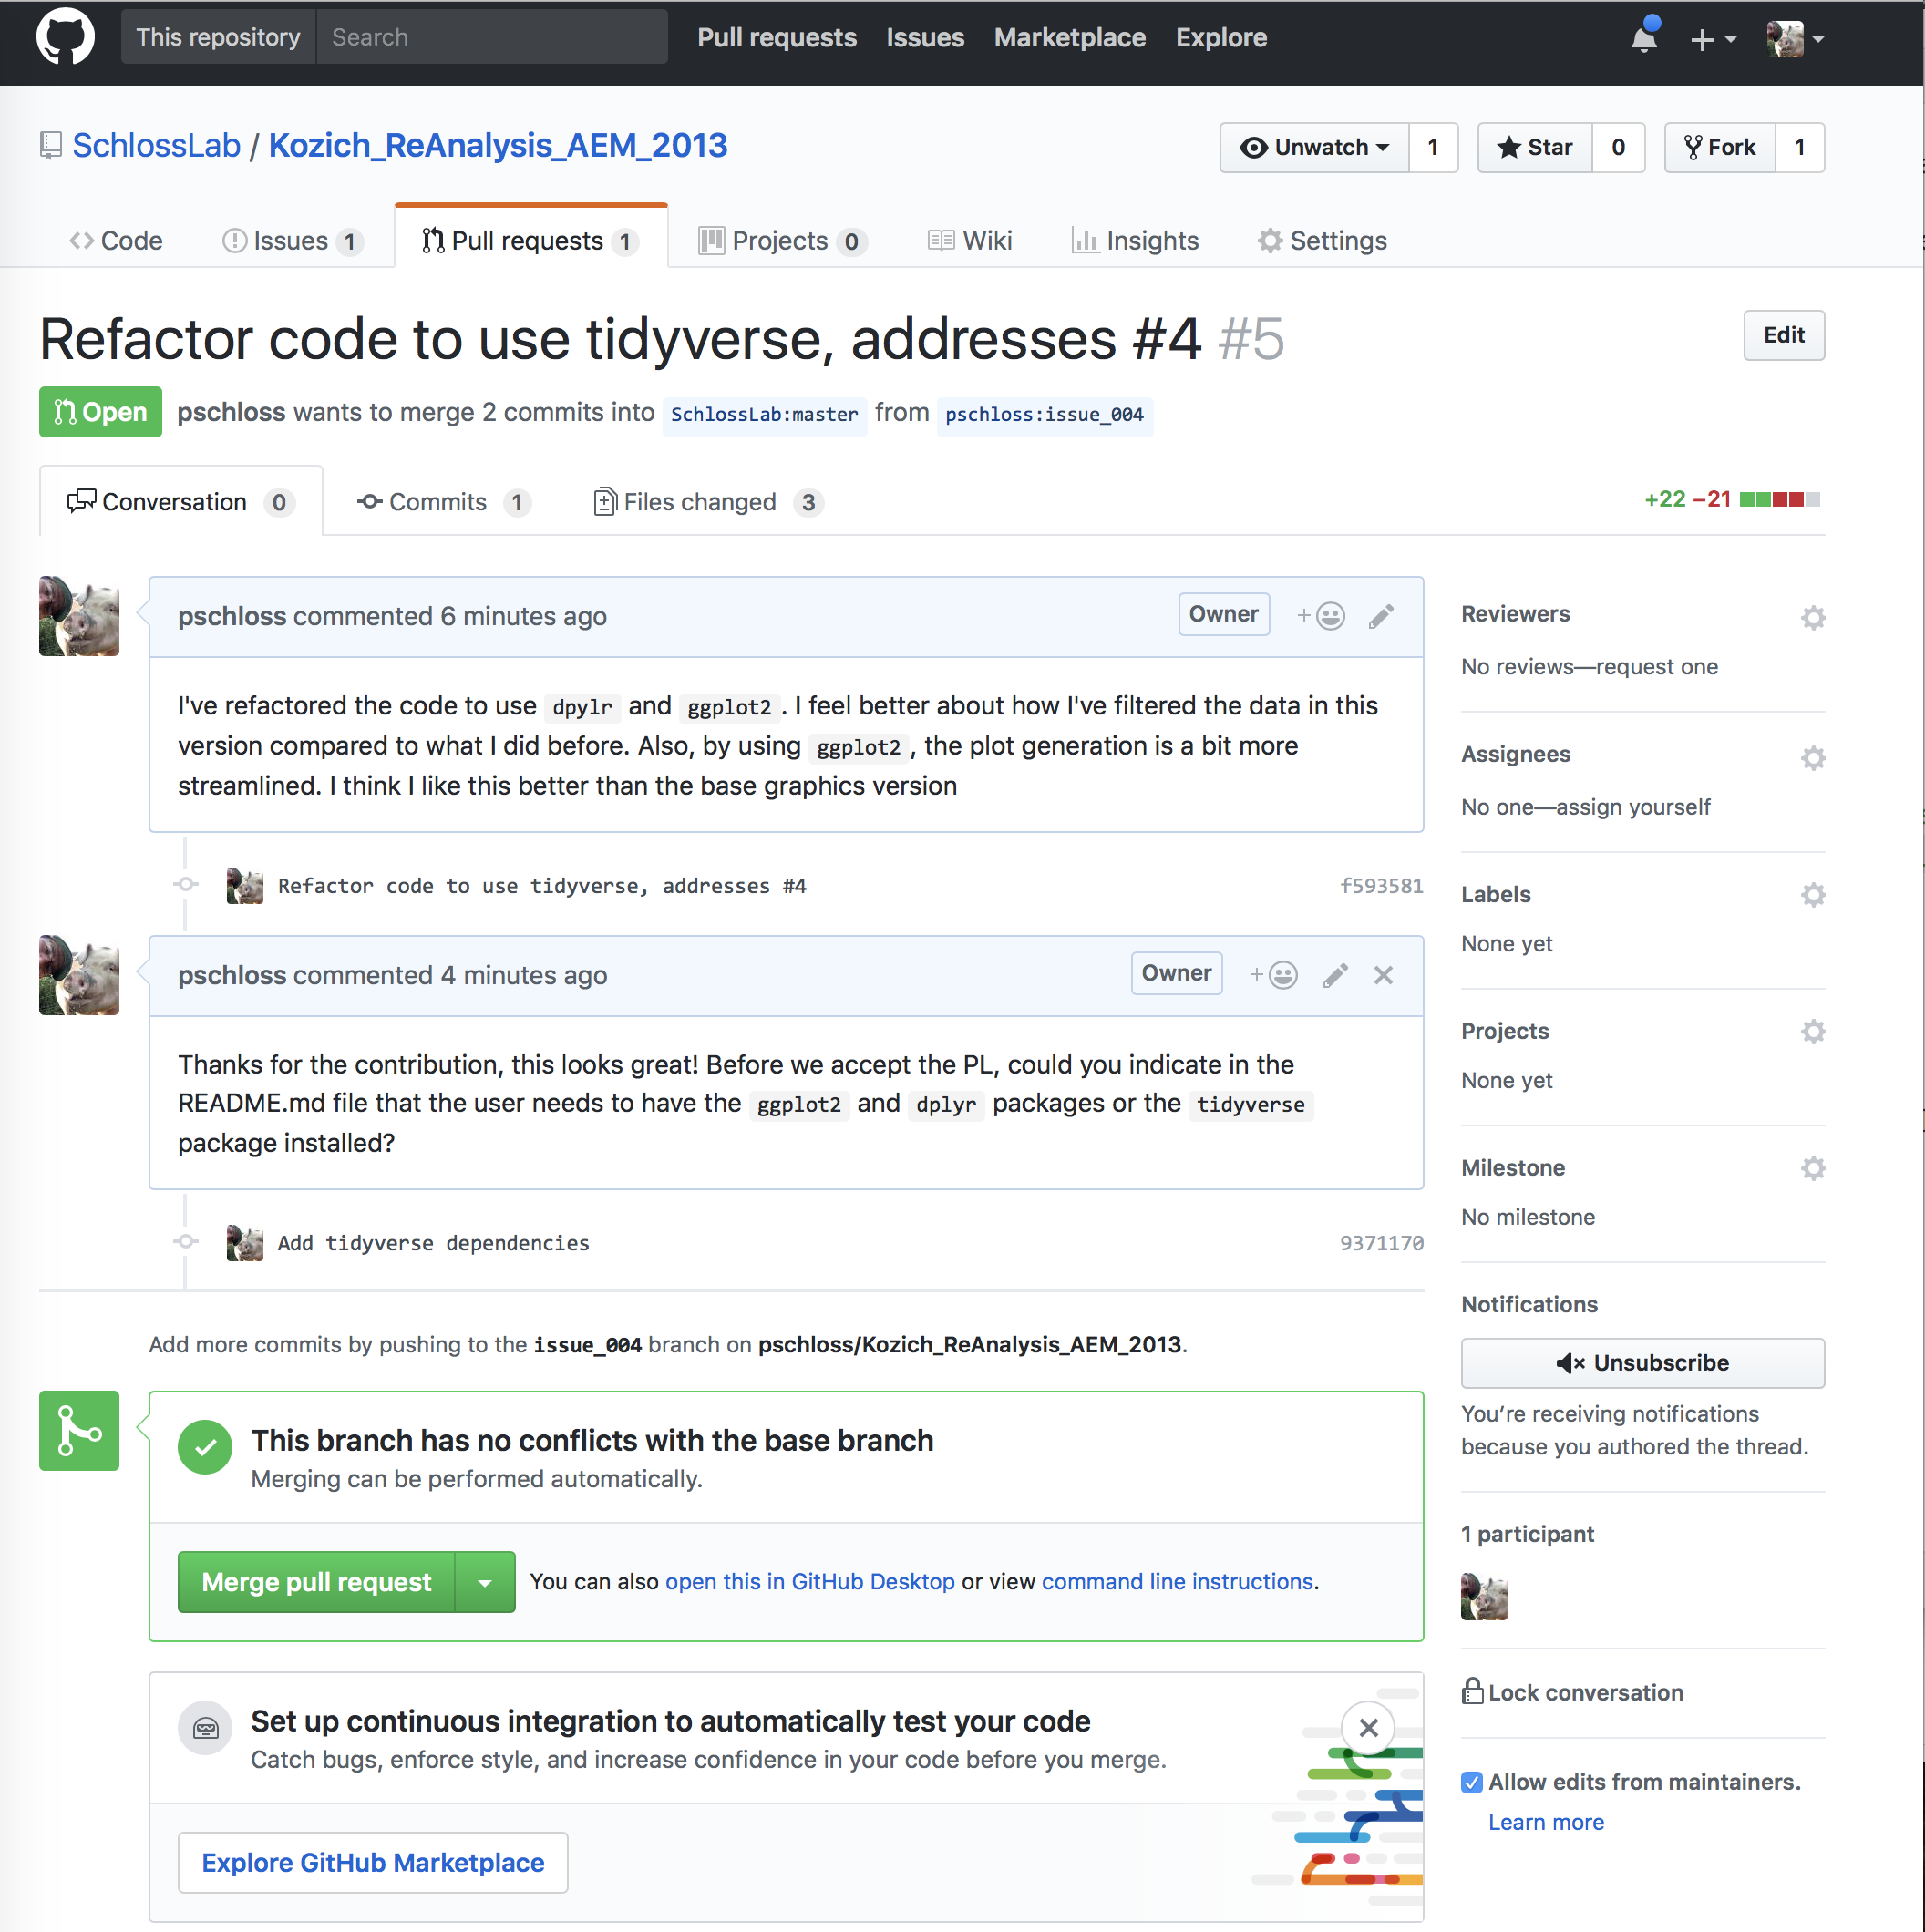 This repository Search Pull requests Issues Marketplace Explore
SchlossLab / Kozich_ReAnalysis_AEM_2013 Unwatch 1 Star 0 Fork 1
Code Issues 1 Pull requests 1 Projects 0 Wiki Insights Settings
Refactor code to use tidyverse, addresses #4 #5 Edit
Open pschloss wants to merge 2 commits into SchlossLab:master from pschloss:issue_004
Conversation 0 Commits 1 Files changed 3 +22 −21
pschloss commented 6 minutes ago Owner +
I've refactored the code to use dpylr and ggplot2 . I feel better about how I've filtered the data in this
version compared to what I did before. Also, by using ggplot2 , the plot generation is a bit more
streamlined. I think I like this better than the base graphics version
Refactor code to use tidyverse, addresses #4 f593581
pschloss commented 4 minutes ago Owner +
Thanks for the contribution, this looks great! Before we accept the PL, could you indicate in the
README.md file that the user needs to have the ggplot2 and dplyr packages or the tidyverse
package installed?
Add tidyverse dependencies 9371170
Add more commits by pushing to the issue_004 branch on pschloss/Kozich_ReAnalysis_AEM_2013.
This branch has no conflicts with the base branch
Merging can be performed automatically.
Merge pull request You can also open this in GitHub Desktop or view command line instructions.
Set up continuous integration to automatically test your code
Catch bugs, enforce style, and increase confidence in your code before you merge.
Explore GitHub Marketplace
Reviewers
No reviews—request one
Assignees
No one—assign yourself
Labels
None yet
Projects
None yet
Milestone
No milestone
Notifications
Unsubscribe
You’re receiving notifications
because you authored the thread.
1 participant
Lock conversation
Allow edits from maintainers.
Learn more